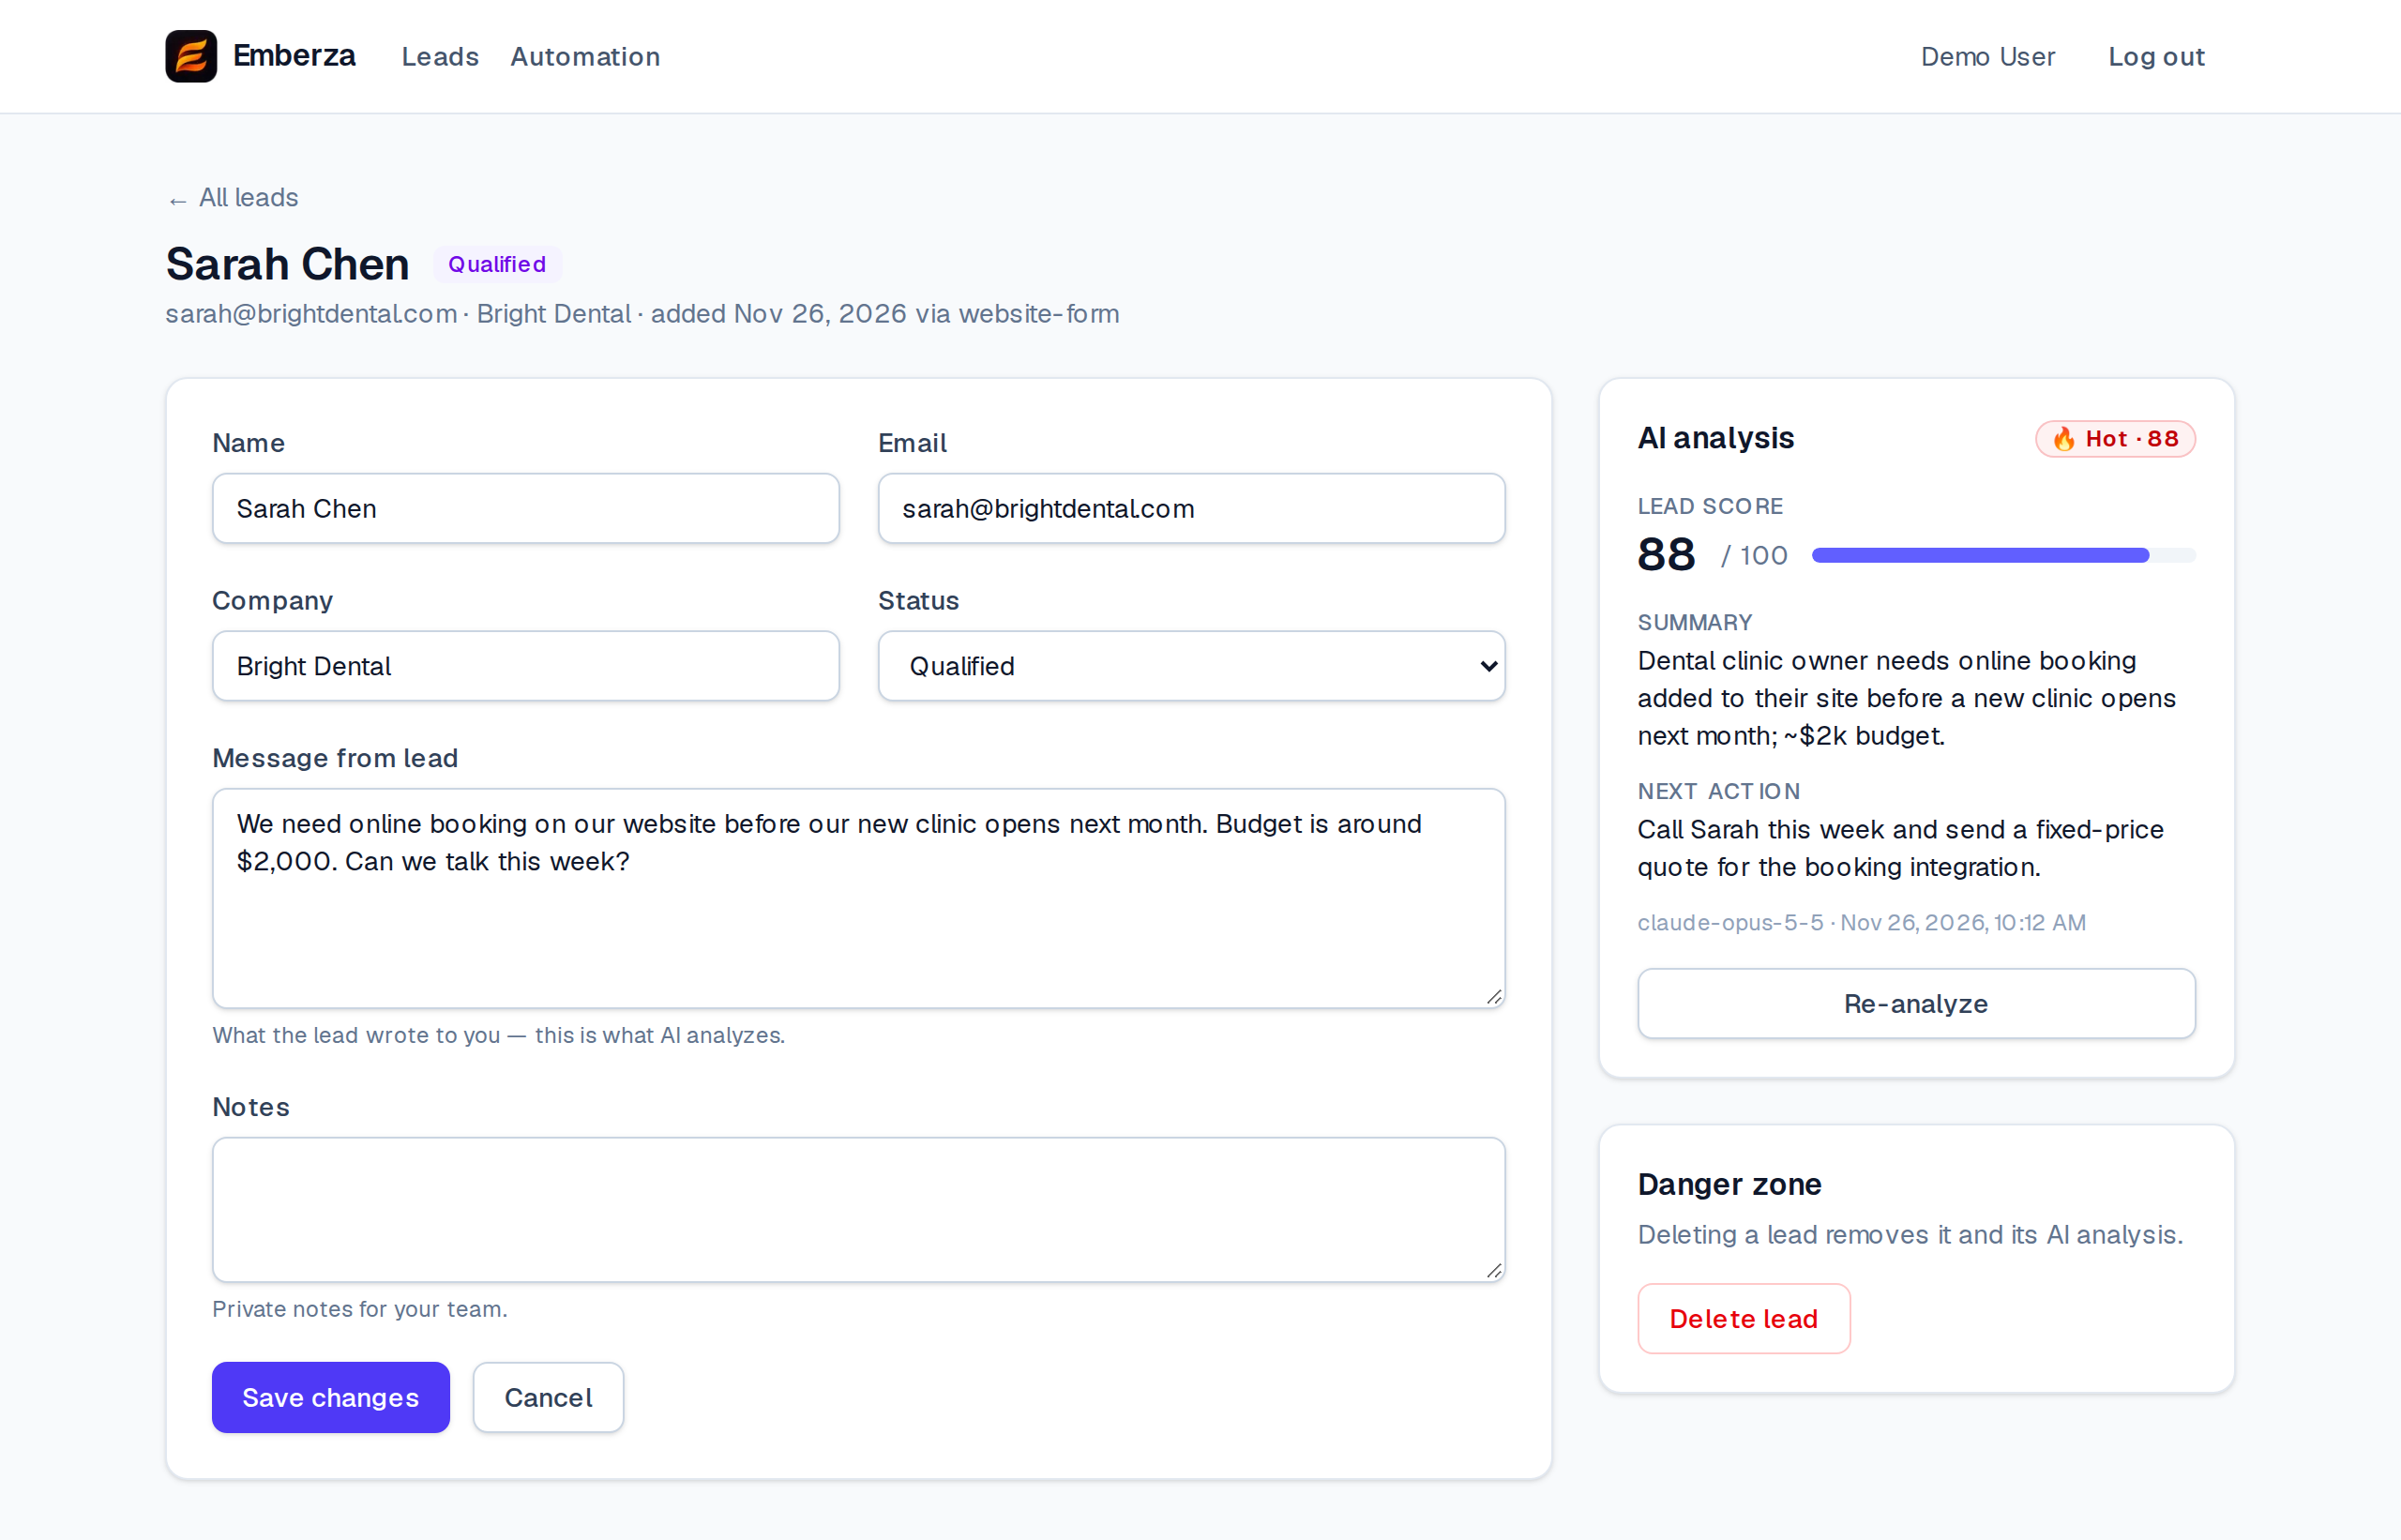 Emberza
Leads
Automation
Demo User
Log out
← All leads
Sarah Chen
Qualified
sarah@brightdental.com · Bright Dental · added Nov 26, 2026 via website-form
Name
Sarah Chen
Email
sarah@brightdental.com
Company
Bright Dental
Status
Qualified
Message from lead
We need online booking on our website before our new clinic opens next month. Budget is around
$2,000. Can we talk this week?
What the lead wrote to you — this is what AI analyzes.
Notes
Private notes for your team.
Save changes
Cancel
AI analysis
🔥 Hot · 88
LEAD SCORE
88 / 100
SUMMARY
Dental clinic owner needs online booking
added to their site before a new clinic opens
next month; ~$2k budget.
NEXT ACTION
Call Sarah this week and send a fixed-price
quote for the booking integration.
claude-opus-5-5 · Nov 26, 2026, 10:12 AM
Re-analyze
Danger zone
Deleting a lead removes it and its AI analysis.
Delete lead